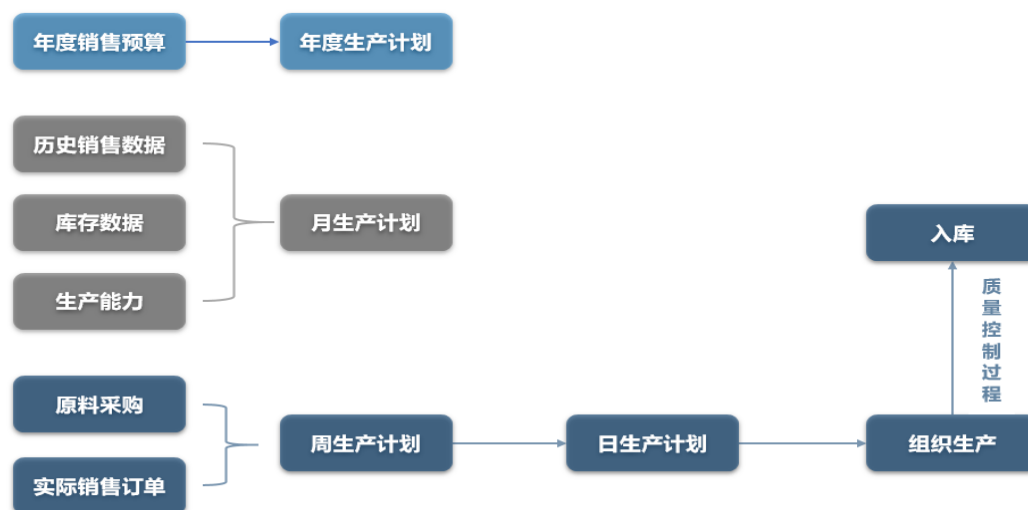 年度销售预算
年度生产计划
历史销售数据
库存数据
生产能力
月生产计划
原料采购
实际销售订单
周生产计划
日生产计划
组织生产
质量控制过程
入库